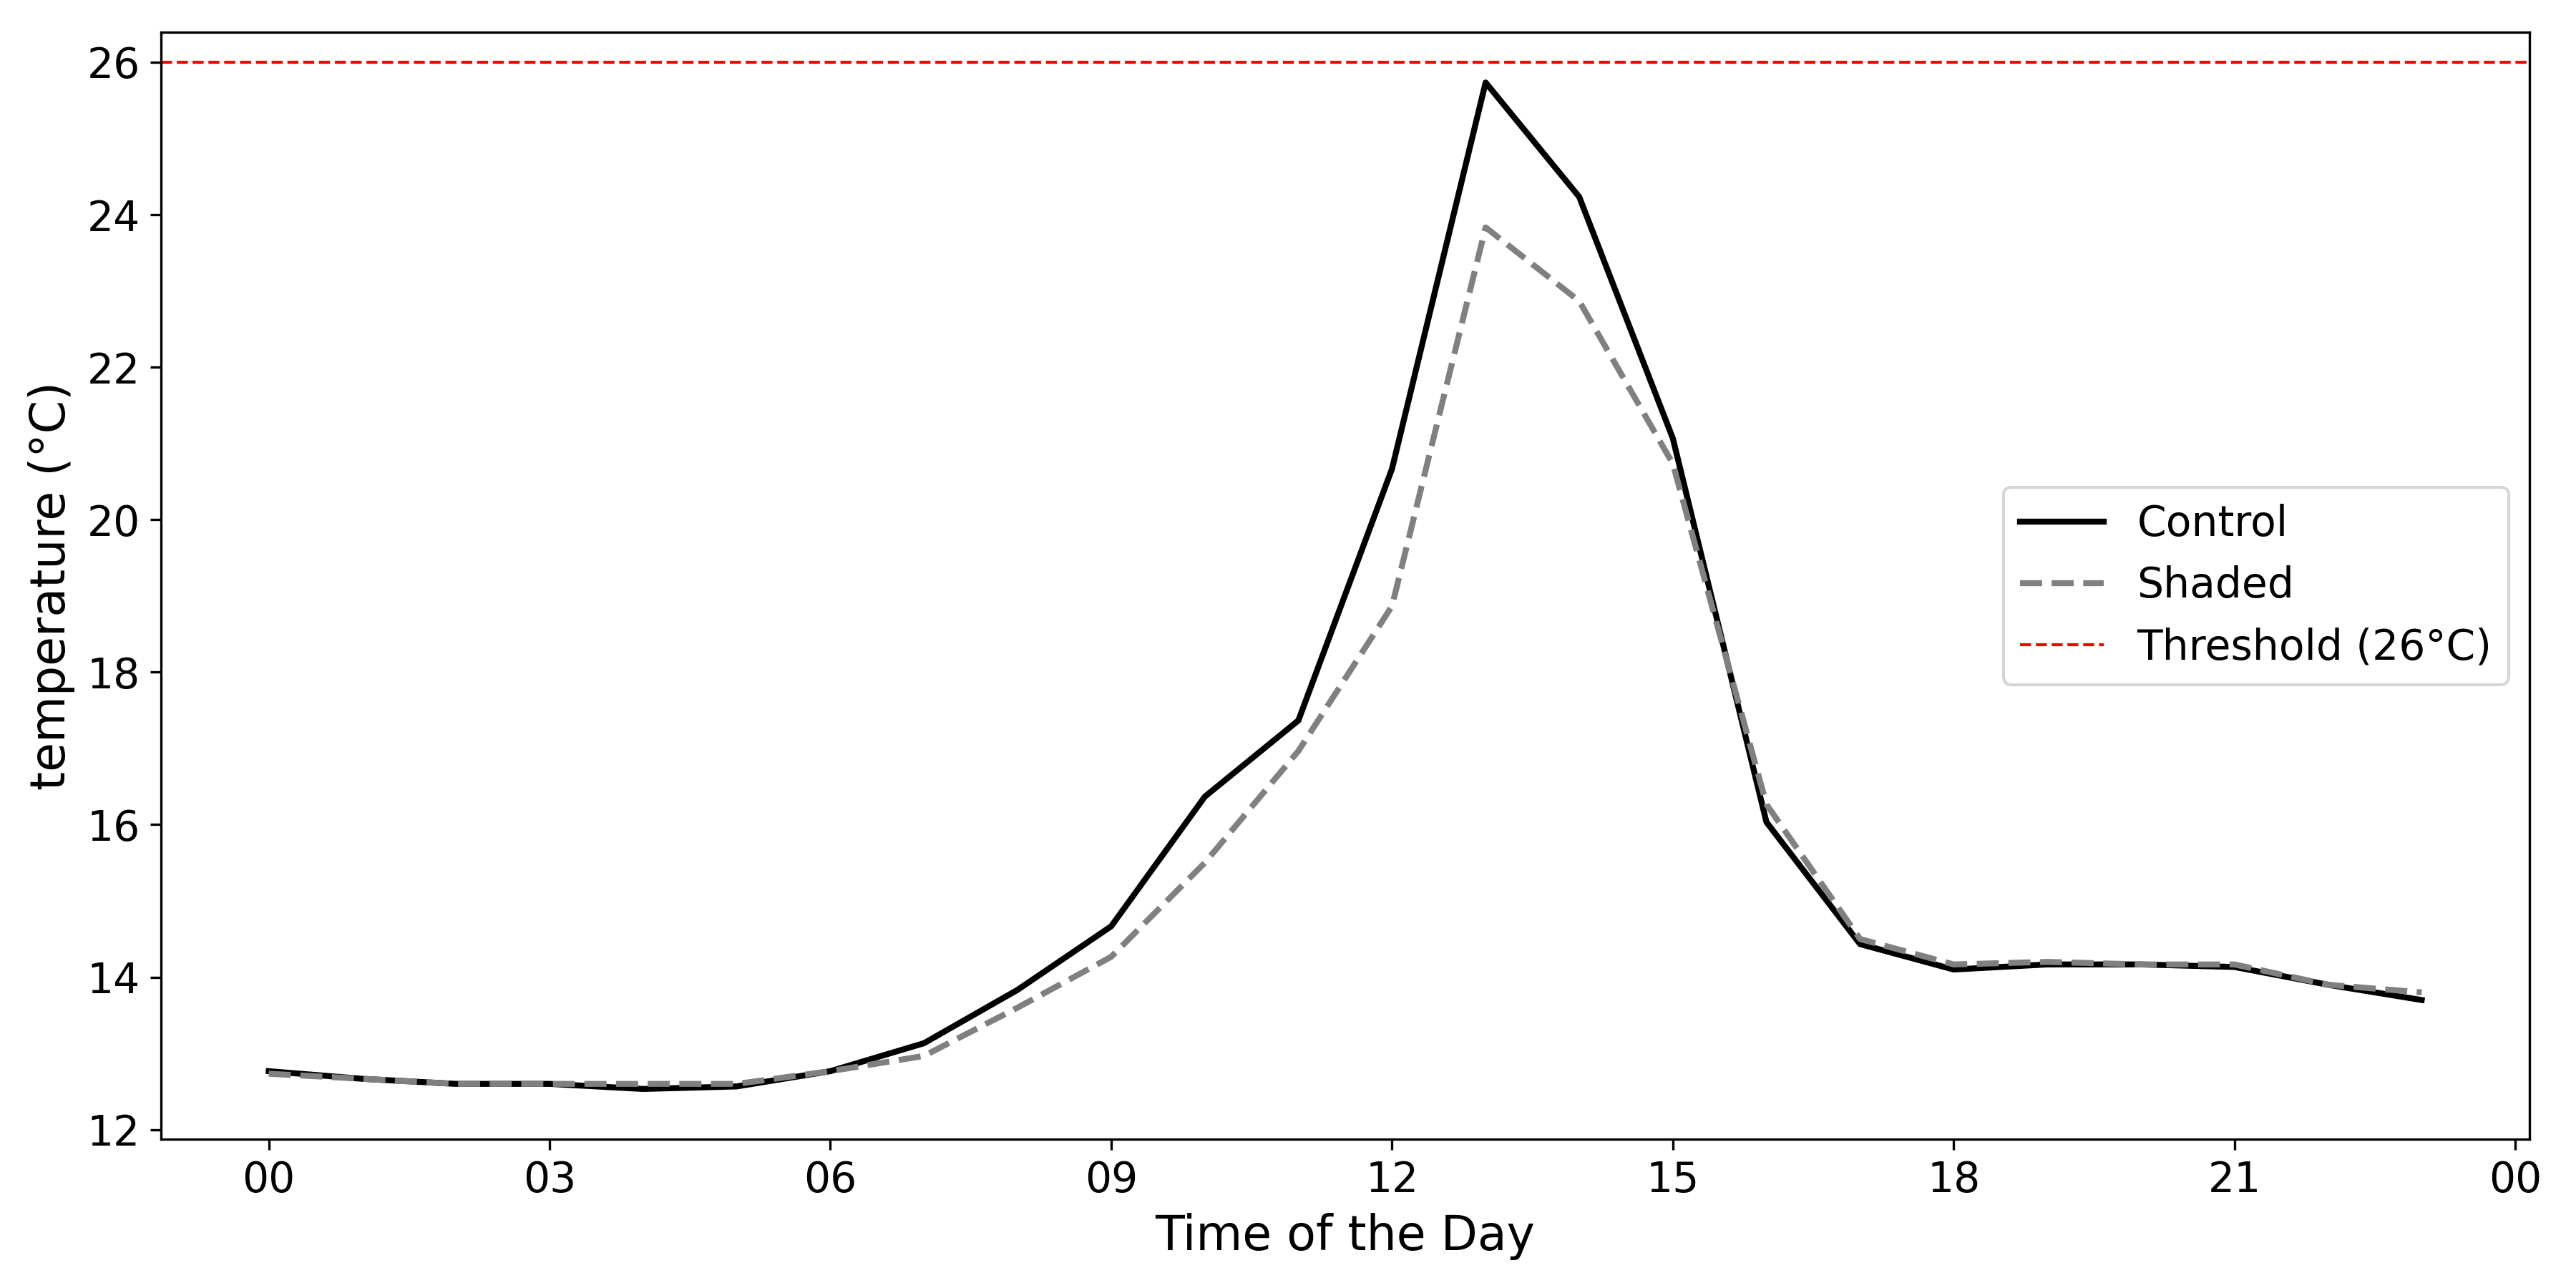 26
24
22
20
18
16
14
12
temperature (°C)
Control
Shaded
Threshold (26°C)
00 03 06 09 12 15 18 21 00
Time of the Day